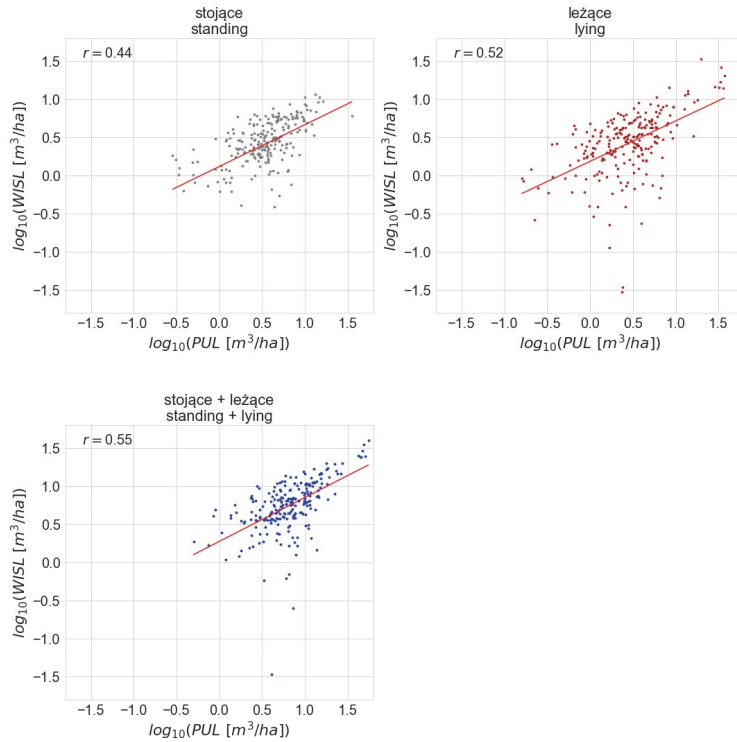 stojące
standing
r = 0.44
1.5
1.0
0.5
0.0
−0.5
−1.0
−1.5
log₁₀(WISL [m³/ha])
−1.5 −1.0 −0.5 0.0 0.5 1.0 1.5
log₁₀(PUL [m³/ha])
leżące
lying
r = 0.52
1.5
1.0
0.5
0.0
−0.5
−1.0
−1.5
log₁₀(WISL [m³/ha])
−1.5 −1.0 −0.5 0.0 0.5 1.0 1.5
log₁₀(PUL [m³/ha])
stojące + leżące
standing + lying
r = 0.55
1.5
1.0
0.5
0.0
−0.5
−1.0
−1.5
log₁₀(WISL [m³/ha])
−1.5 −1.0 −0.5 0.0 0.5 1.0 1.5
log₁₀(PUL [m³/ha])